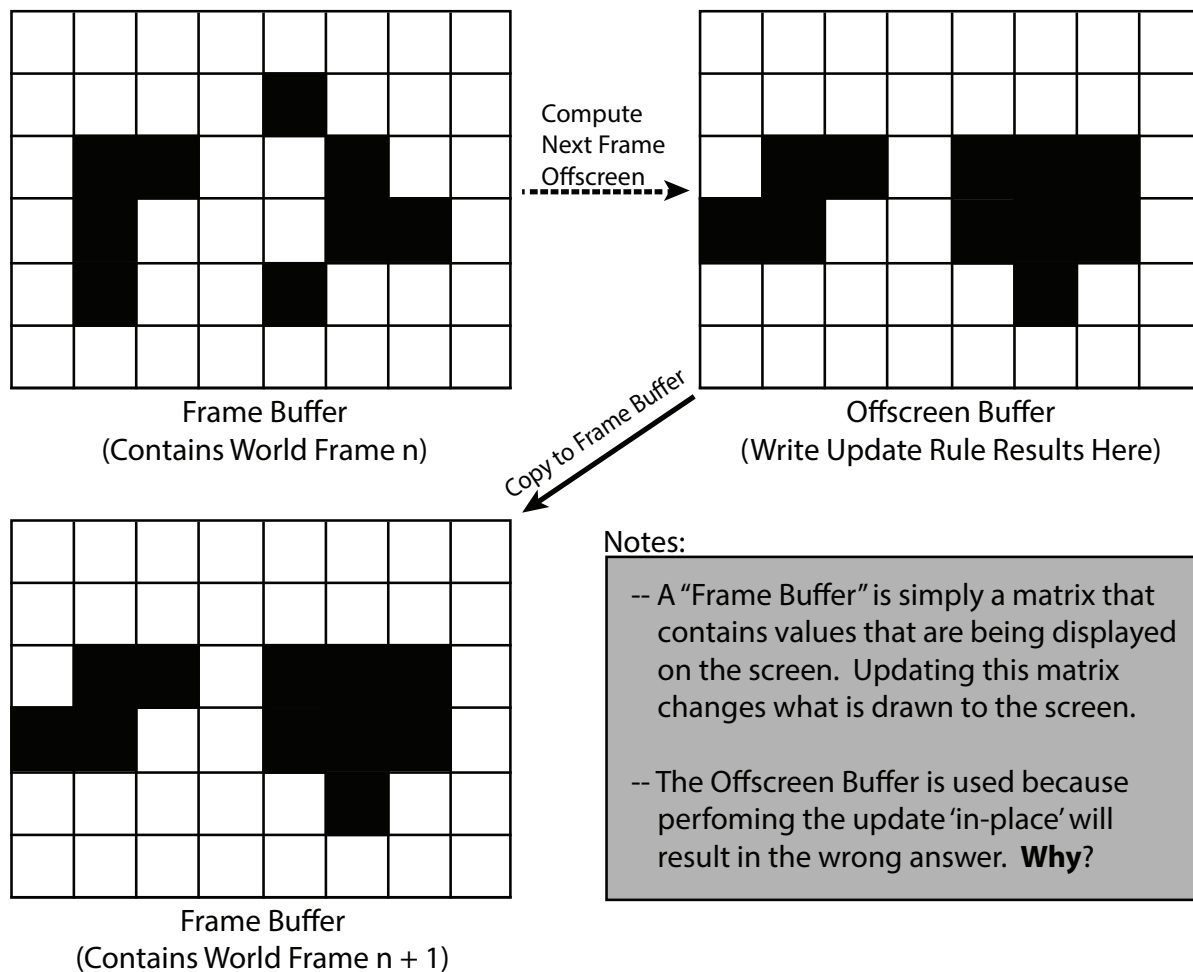 Compute
Next Frame
Offscreen
Frame Buffer
(Contains World Frame n)
Offscreen Buffer
(Write Update Rule Results Here)
Copy to Frame Buffer
Notes:
-- A “Frame Buffer” is simply a matrix that
contains values that are being displayed
on the screen.  Updating this matrix
changes what is drawn to the screen.
-- The Offscreen Buffer is used because
perfoming the update ‘in-place’ will
result in the wrong answer.  Why?
Frame Buffer
(Contains World Frame n + 1)